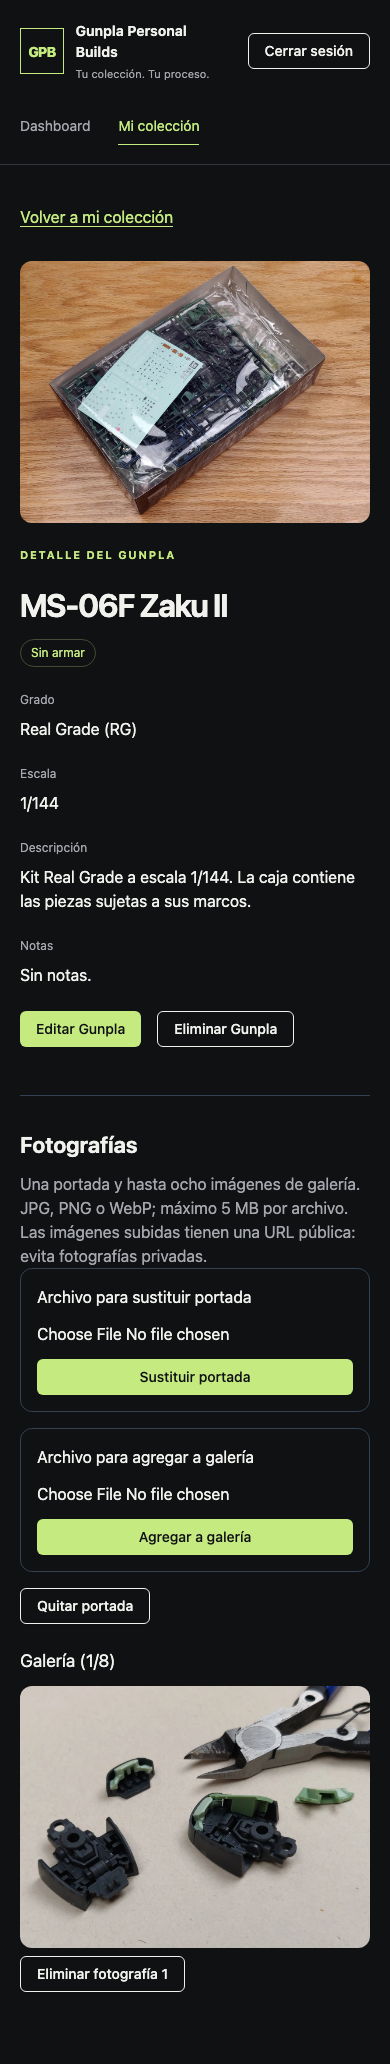 GPB
Gunpla Personal
Builds
Tu colección. Tu proceso.
Cerrar sesión
Dashboard
Mi colección
Volver a mi colección
DETALLE DEL GUNPLA
MS-06F Zaku II
Sin armar
Grado
Real Grade (RG)
Escala
1/144
Descripción
Kit Real Grade a escala 1/144. La caja contiene
las piezas sujetas a sus marcos.
Notas
Sin notas.
Editar Gunpla
Eliminar Gunpla
Fotografías
Una portada y hasta ocho imágenes de galería.
JPG, PNG o WebP; máximo 5 MB por archivo.
Las imágenes subidas tienen una URL pública:
evita fotografías privadas.
Archivo para sustituir portada
Choose File No file chosen
Sustituir portada
Archivo para agregar a galería
Choose File No file chosen
Agregar a galería
Quitar portada
Galería (1/8)
Eliminar fotografía 1